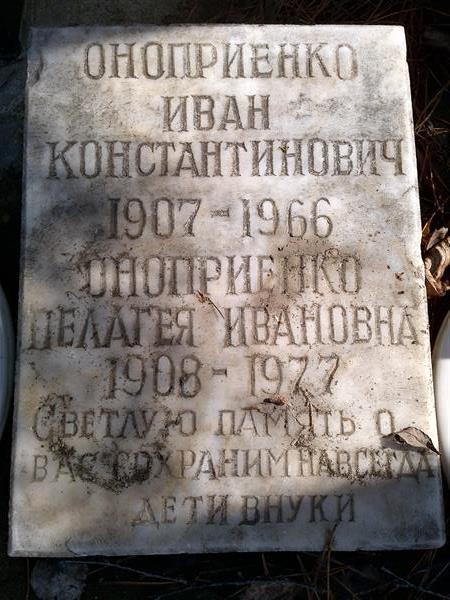 ОНОПРИЕНКО
ИВАН
КОНСТАНТИНОВИЧ
1907-1966
ОНОПРИЕНКО
ПЕЛАГЕЯ ИВАНОВНА
1908-1977
СВЕТЛУЮ ПАМЯТЬ О
ВАС СОХРАНИМ НАВСЕГДА
ДЕТИ ВНУКИ